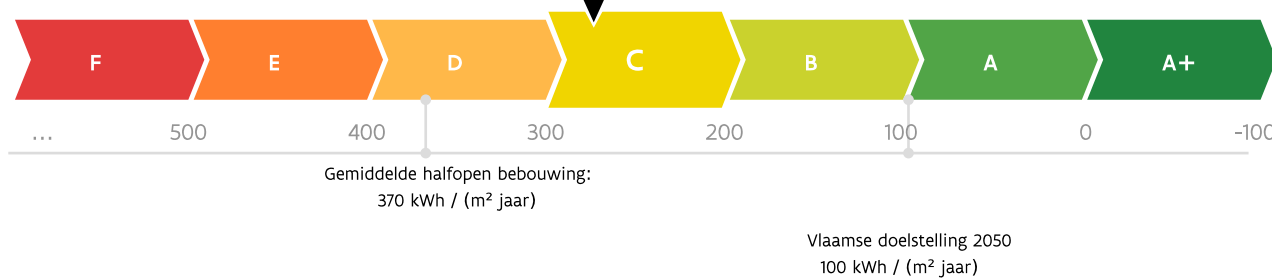 F E D C B A A+
... 500 400 300 200 100 0 -100
Gemiddelde halfopen bebouwing:
370 kWh / (m² jaar)
Vlaamse doelstelling 2050
100 kWh / (m² jaar)